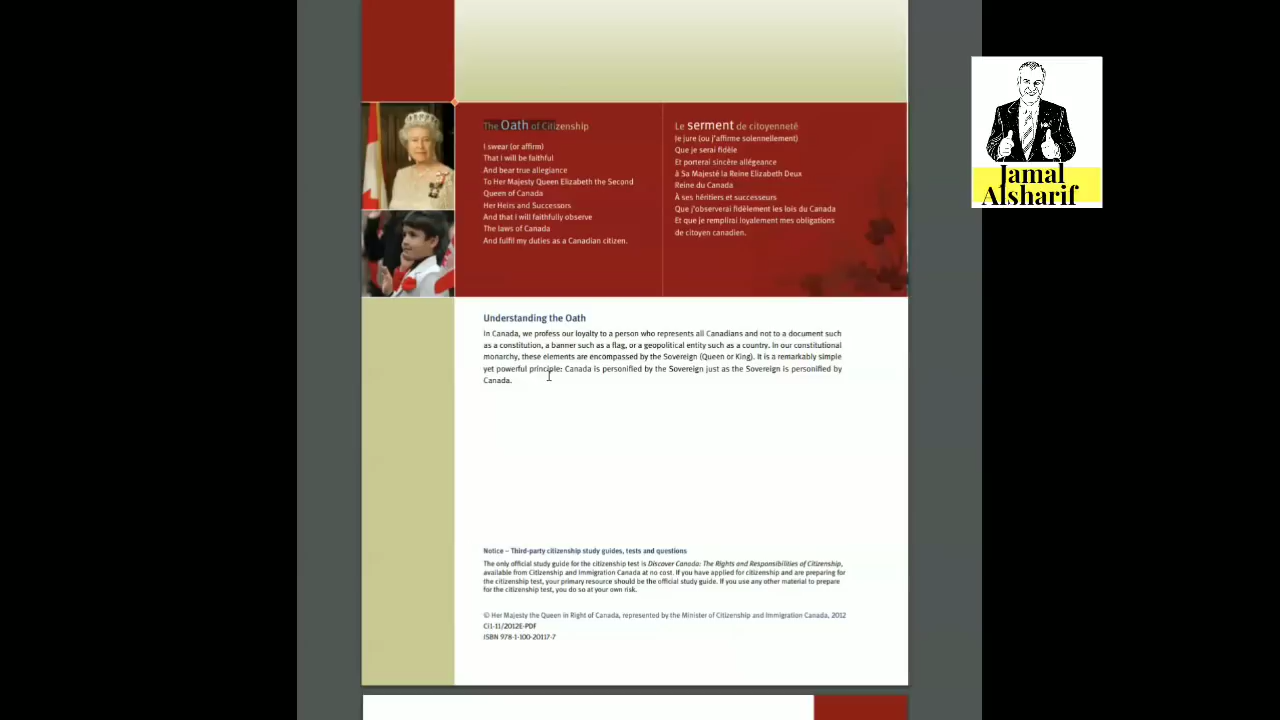 The Oath of Citizenship
I swear (or affirm)
That I will be faithful
And bear true allegiance
To Her Majesty Queen Elizabeth the Second
Queen of Canada
Her Heirs and Successors
And that I will faithfully observe
The laws of Canada
And fulfil my duties as a Canadian citizen.
Le serment de citoyenneté
Je jure (ou j'affirme solennellement)
Que je serai fidèle
Et porterai sincère allégeance
à Sa Majesté la Reine Elizabeth Deux
Reine du Canada
À ses héritiers et successeurs
Que j'observerai fidèlement les lois du Canada
Et que je remplirai loyalement mes obligations
de citoyen canadien.
Jamal
Alsharif
Understanding the Oath
In Canada, we profess our loyalty to a person who represents all Canadians and not to a document such
as a constitution, a banner such as a flag, or a geopolitical entity such as a country. In our constitutional
monarchy, these elements are encompassed by the Sovereign (Queen or King). It is a remarkably simple
yet powerful principle: Canada is personified by the Sovereign just as the Sovereign is personified by
Canada.
Notice – Third-party citizenship study guides, tests and questions
The only official study guide for the citizenship test is Discover Canada: The Rights and Responsibilities of Citizenship,
available from Citizenship and Immigration Canada at no cost. If you have applied for citizenship and are preparing for
the citizenship test, your primary resource should be the official study guide. If you use any other material to prepare
for the citizenship test, you do so at your own risk.
© Her Majesty the Queen in Right of Canada, represented by the Minister of Citizenship and Immigration Canada, 2012
Ci1-11/2012E-PDF
ISBN 978-1-100-20117-7